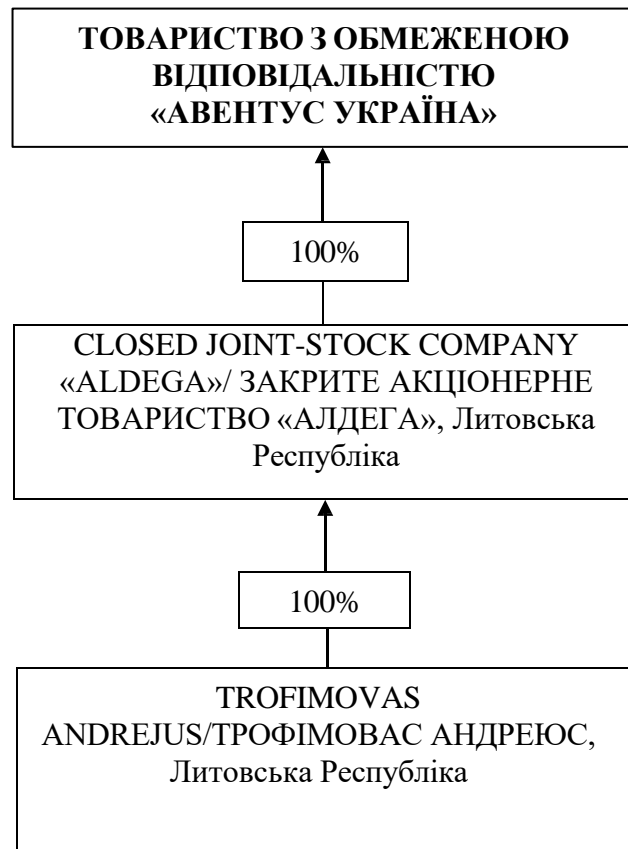 ТОВАРИСТВО З ОБМЕЖЕНОЮ
ВІДПОВІДАЛЬНІСТЮ
«АВЕНТУС УКРАЇНА»
100%
CLOSED JOINT-STOCK COMPANY
«ALDEGA»/ ЗАКРИТЕ АКЦІОНЕРНЕ
ТОВАРИСТВО «АЛДЕГА», Литовська
Республіка
100%
TROFIMOVAS
ANDREJUS/ТРОФІМОВАС АНДРЕЮС,
Литовська Республіка